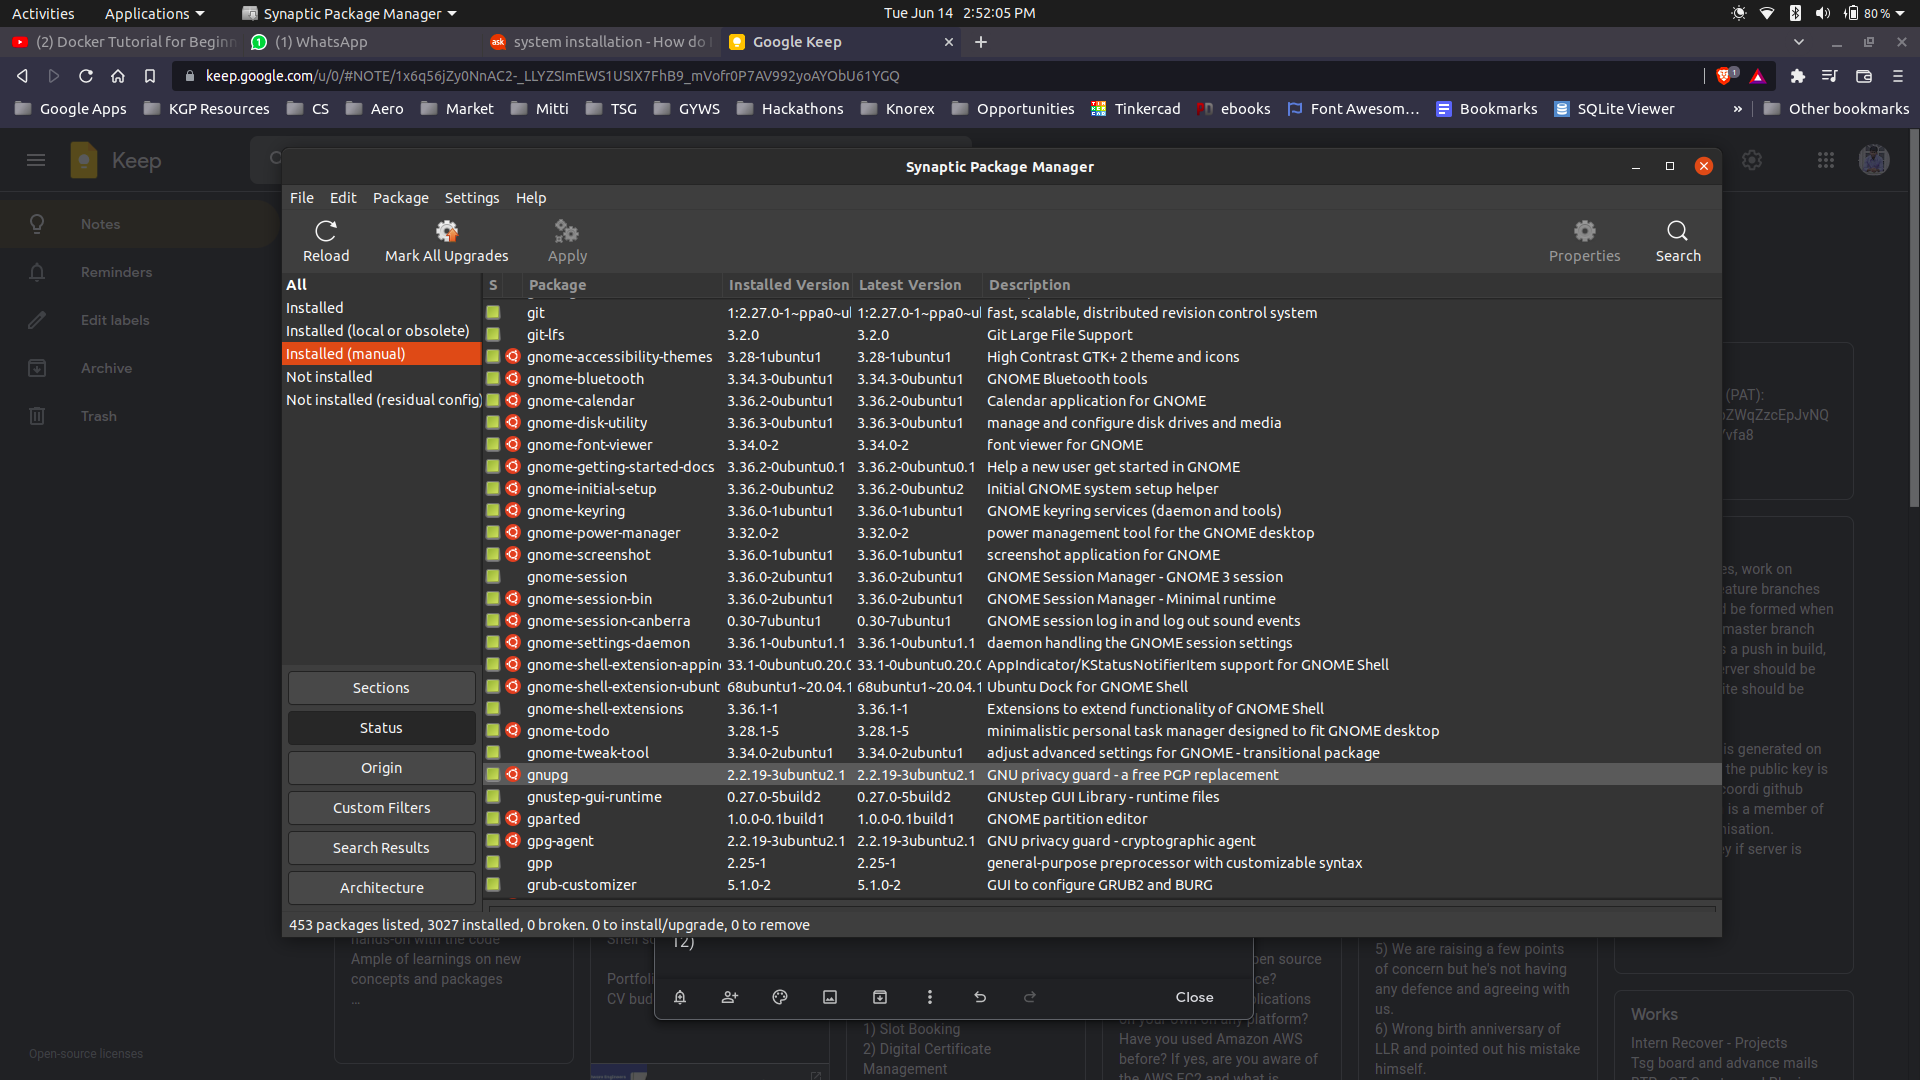 Activities Applications Synaptic Package Manager Tue Jun 14 2:52:05 PM 80 %
(2) Docker Tutorial for Beginn (1) WhatsApp system installation - How do I Google Keep
keep.google.com/u/0/#NOTE/1x6q56jZy0NnAC2-_LLYZSImEWS1USIX7FhB9_mVofr0P7AV992yoAYObU61YGQ
Google Apps KGP Resources CS Aero Market Mitti TSG GYWS Hackathons Knorex Opportunities Tinkercad ebooks Font Awesom… Bookmarks SQLite Viewer » Other bookmarks
Keep
Notes
Reminders
Edit labels
Archive
Trash
Open-source licenses
Synaptic Package Manager
File Edit Package Settings Help
Reload Mark All Upgrades Apply Properties Search
All
Installed
Installed (local or obsolete)
Installed (manual)
Not installed
Not installed (residual config)
Sections
Status
Origin
Custom Filters
Search Results
Architecture
S Package Installed Version Latest Version Description
git 1:2.27.0-1~ppa0~ul 1:2.27.0-1~ppa0~ul fast, scalable, distributed revision control system
git-lfs 3.2.0 3.2.0 Git Large File Support
gnome-accessibility-themes 3.28-1ubuntu1 3.28-1ubuntu1 High Contrast GTK+ 2 theme and icons
gnome-bluetooth 3.34.3-0ubuntu1 3.34.3-0ubuntu1 GNOME Bluetooth tools
gnome-calendar 3.36.2-0ubuntu1 3.36.2-0ubuntu1 Calendar application for GNOME
gnome-disk-utility 3.36.3-0ubuntu1 3.36.3-0ubuntu1 manage and configure disk drives and media
gnome-font-viewer 3.34.0-2 3.34.0-2 font viewer for GNOME
gnome-getting-started-docs 3.36.2-0ubuntu0.1 3.36.2-0ubuntu0.1 Help a new user get started in GNOME
gnome-initial-setup 3.36.2-0ubuntu2 3.36.2-0ubuntu2 Initial GNOME system setup helper
gnome-keyring 3.36.0-1ubuntu1 3.36.0-1ubuntu1 GNOME keyring services (daemon and tools)
gnome-power-manager 3.32.0-2 3.32.0-2 power management tool for the GNOME desktop
gnome-screenshot 3.36.0-1ubuntu1 3.36.0-1ubuntu1 screenshot application for GNOME
gnome-session 3.36.0-2ubuntu1 3.36.0-2ubuntu1 GNOME Session Manager - GNOME 3 session
gnome-session-bin 3.36.0-2ubuntu1 3.36.0-2ubuntu1 GNOME Session Manager - Minimal runtime
gnome-session-canberra 0.30-7ubuntu1 0.30-7ubuntu1 GNOME session log in and log out sound events
gnome-settings-daemon 3.36.1-0ubuntu1.1 3.36.1-0ubuntu1.1 daemon handling the GNOME session settings
gnome-shell-extension-appin 33.1-0ubuntu0.20.0 33.1-0ubuntu0.20.0 AppIndicator/KStatusNotifierItem support for GNOME Shell
gnome-shell-extension-ubunt 68ubuntu1~20.04.1 68ubuntu1~20.04.1 Ubuntu Dock for GNOME Shell
gnome-shell-extensions 3.36.1-1 3.36.1-1 Extensions to extend functionality of GNOME Shell
gnome-todo 3.28.1-5 3.28.1-5 minimalistic personal task manager designed to fit GNOME desktop
gnome-tweak-tool 3.34.0-2ubuntu1 3.34.0-2ubuntu1 adjust advanced settings for GNOME - transitional package
gnupg 2.2.19-3ubuntu2.1 2.2.19-3ubuntu2.1 GNU privacy guard - a free PGP replacement
gnustep-gui-runtime 0.27.0-5build2 0.27.0-5build2 GNUstep GUI Library - runtime files
gparted 1.0.0-0.1build1 1.0.0-0.1build1 GNOME partition editor
gpg-agent 2.2.19-3ubuntu2.1 2.2.19-3ubuntu2.1 GNU privacy guard - cryptographic agent
gpp 2.25-1 2.25-1 general-purpose preprocessor with customizable syntax
grub-customizer 5.1.0-2 5.1.0-2 GUI to configure GRUB2 and BURG
453 packages listed, 3027 installed, 0 broken. 0 to install/upgrade, 0 to remove
(PAT):
ZWqZzcEpJvNQ
vfa8
es, work on
eature branches
d be formed when
master branch
s a push in build,
erver should be
ite should be
is generated on
the public key is
coordi github
is a member of
nisation.
ey if server is
hands-on with the code
Ample of learnings on new
concepts and packages
...
Portfoli
CV bud
12)
Close
1) Slot Booking
2) Digital Certificate
Management
pen source
ce?
plications
on your own on any platform?
Have you used Amazon AWS
before? If yes, are you aware of
the AWS EC2 and what is
5) We are raising a few points
of concern but he's not having
any defence and agreeing with
us.
6) Wrong birth anniversary of
LLR and pointed out his mistake
himself.
Works
Intern Recover - Projects
Tsg board and advance mails